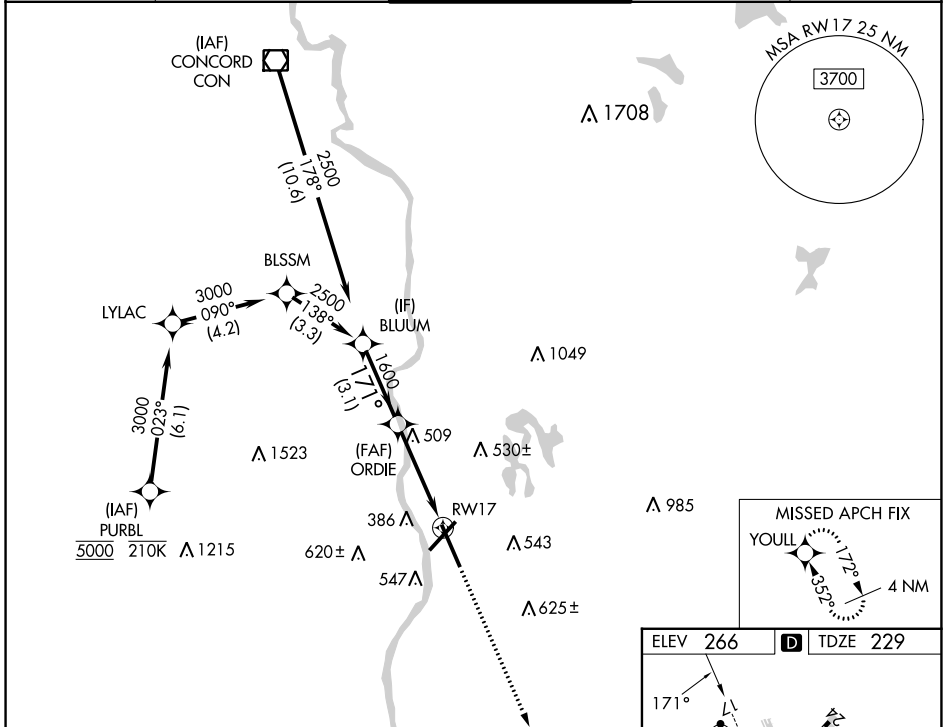 (IAF)
CONCORD
CON
MSA RW17 25 NM
3700
1708
2500
178°
(10.6)
BLSSM
LYLAC
3000
090°
(4.2)
2500
138°
(3.3)
(IF)
BLUUM
1600
171°
(3.1)
1049
3000
023°
(6.1)
509
(FAF)
ORDIE
530±
1523
(IAF)
PURBL
5000 210K
1215
386
RW17
985
620±
543
547
625±
MISSED APCH FIX
YOULL
172°
352°
4 NM
ELEV 266 D TDZE 229
171°
17
24